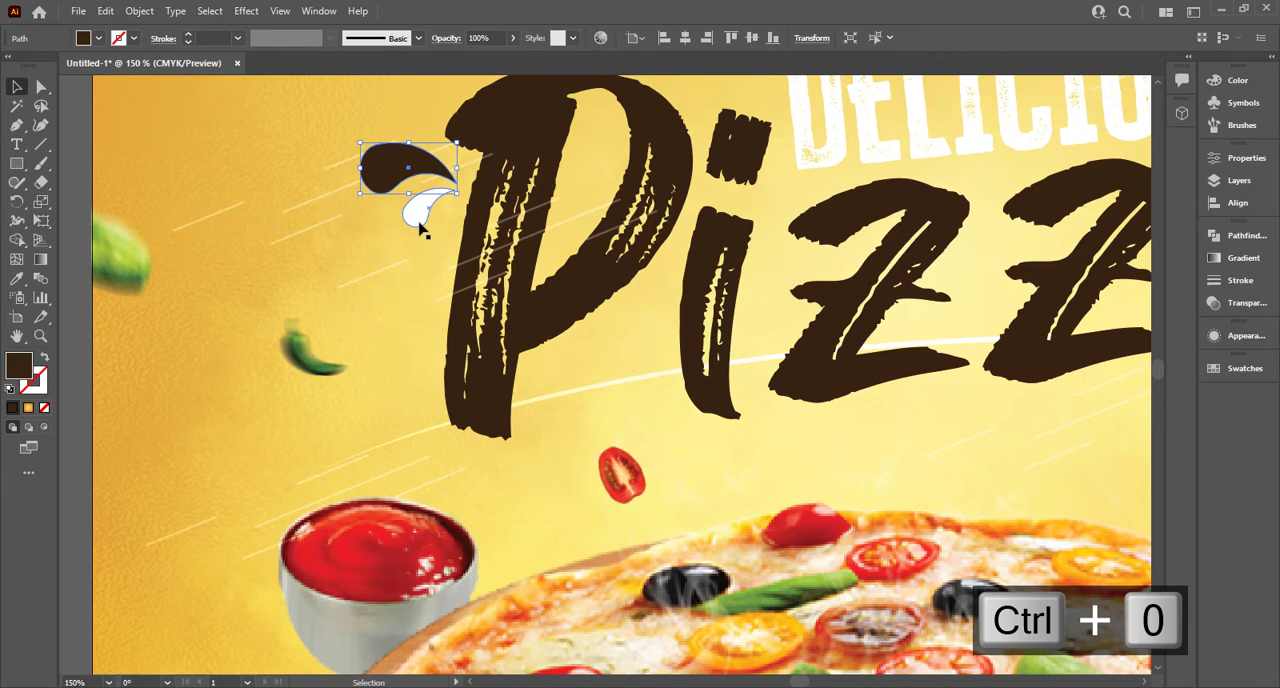 Ai
File Edit Object Type Select Effect View Window Help
Path
Stroke:
Basic
Opacity:
100%
Style:
Transform
Untitled-1* @ 150 % (CMYK/Preview)
DELICIO
Pizz
Color
Symbols
Brushes
Properties
Layers
Align
Pathfind...
Gradient
Stroke
Transpar...
Appeara...
Swatches
Ctrl + 0
150%
0°
1
Selection